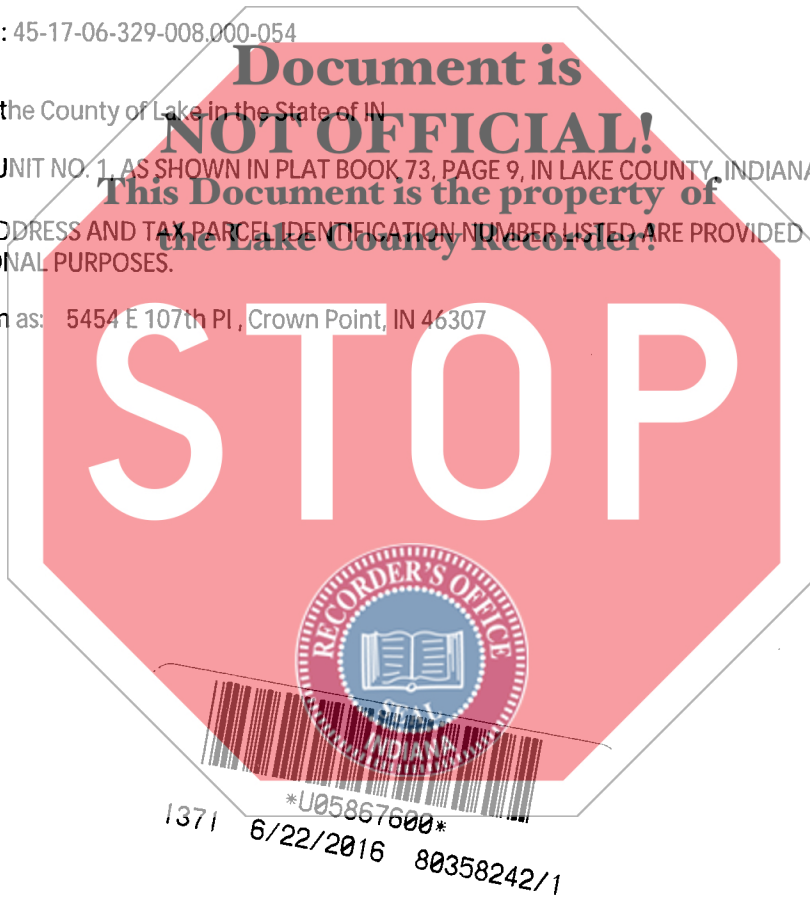 : 45-17-06-329-008.000-054
Document is
the County of Lake in the State of IN
NOT OFFICIAL!
UNIT NO. 1, AS SHOWN IN PLAT BOOK 73, PAGE 9, IN LAKE COUNTY, INDIANA
This Document is the property of
DDRESS AND TAX PARCEL IDENTIFICATION NUMBER LISTED ARE PROVIDED
the Lake County Recorder!
NAL PURPOSES.
n as: 5454 E 107th Pl , Crown Point, IN 46307
STOP
RECORDER'S OFFICE
SEAL
INDIANA
*U05867600*
1371 6/22/2016 80358242/1